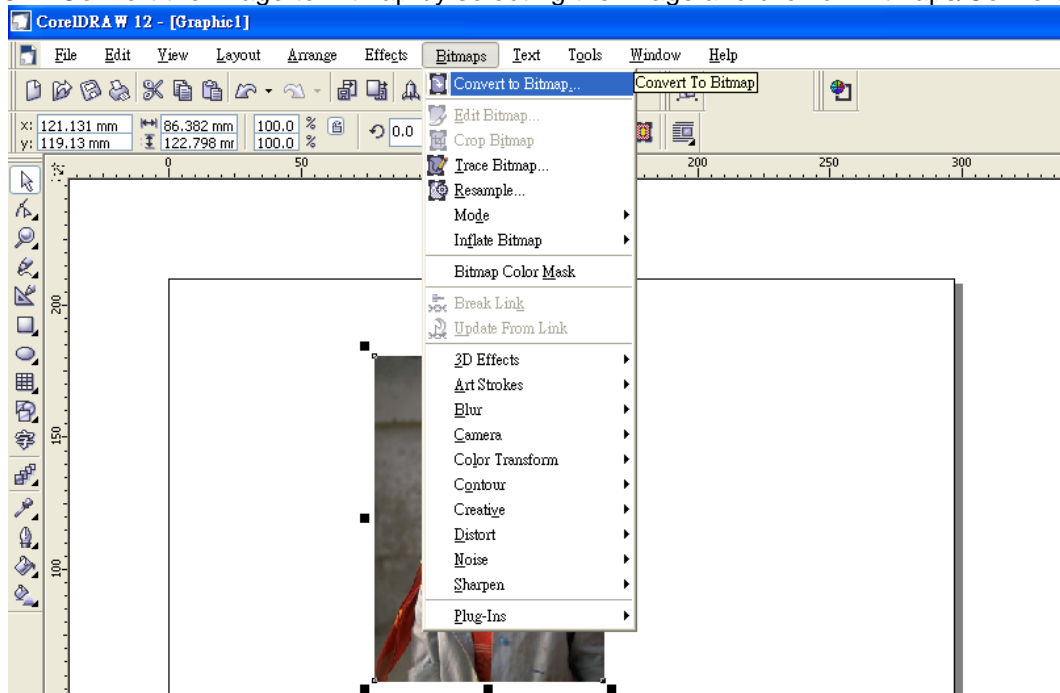 CorelDRAW 12 - [Graphic1]
File Edit View Layout Arrange Effects Bitmaps Text Tools Window Help
Convert to Bitmap... Convert To Bitmap
Edit Bitmap...
x: 121.131 mm 86.382 mm 100.0 % 0.0
Crop Bitmap
y: 119.13 mm 122.798 mr 100.0 %
0 50 200 250 300
Trace Bitmap...
Resample...
Mode
Inflate Bitmap
Bitmap Color Mask
200
Break Link
Update From Link
3D Effects
Art Strokes
Blur
字
150
Camera
Color Transform
Contour
Creative
Distort
Noise
100
Sharpen
Plug-Ins